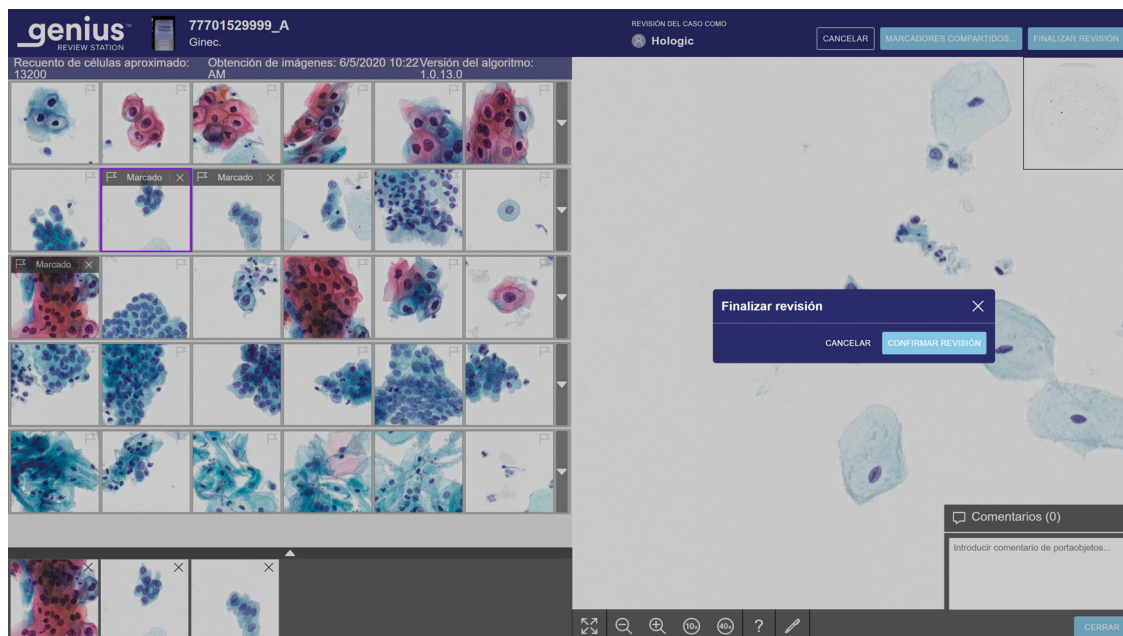 genius™
REVIEW STATION
77701529999_A
Ginec.
REVISIÓN DEL CASO COMO
Hologic
CANCELAR
MARCADORES COMPARTIDOS...
FINALIZAR REVISIÓN
Recuento de células aproximado: 13200
Obtención de imágenes: 6/5/2020 10:22 AM
Versión del algoritmo: 1.0.13.0
Marcado
Marcado
Marcado
Finalizar revisión
CANCELAR
CONFIRMAR REVISIÓN
Comentarios (0)
Introducir comentario de portaobjetos...
10x
40x
?
CERRAR